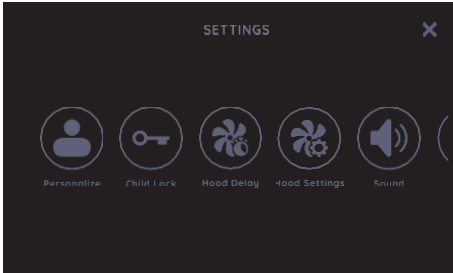 SETTINGS
Personalize
Child Lock
Hood Delay
Hood Settings
Sound